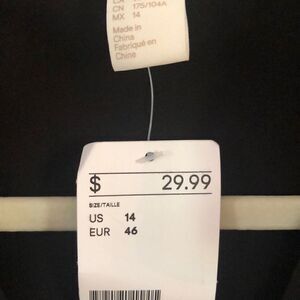 CN 175/104A
MX 14
Made in
China
Fabriqué en
Chine
$ 29.99
SIZE/TAILLE
US 14
EUR 46